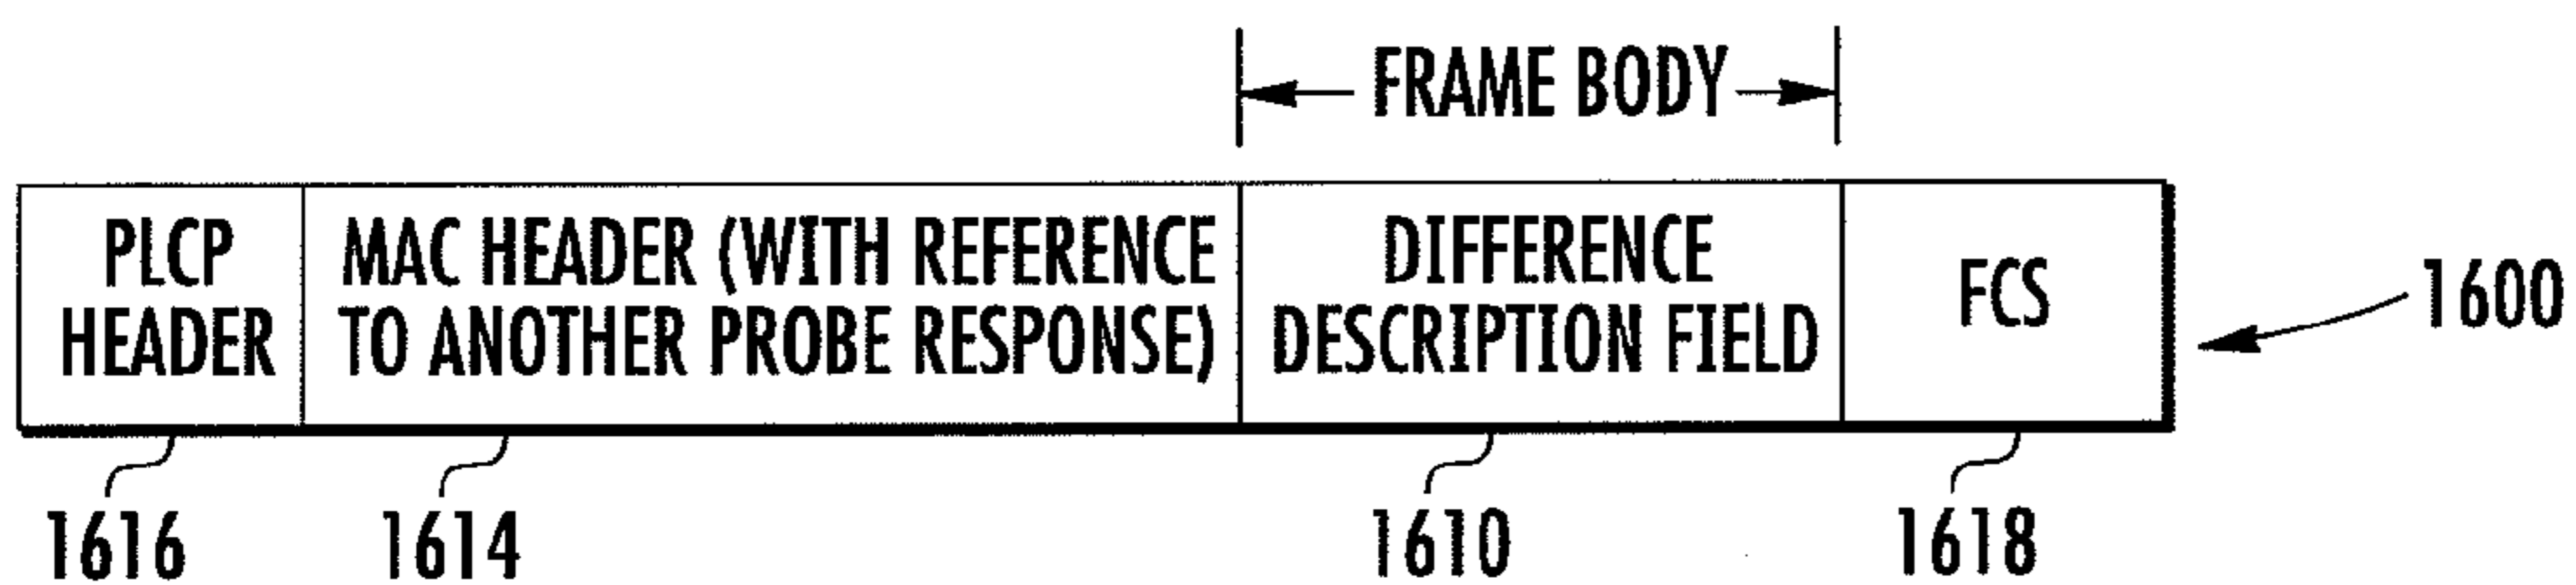 FRAME BODY
PLCP
HEADER
MAC HEADER (WITH REFERENCE
TO ANOTHER PROBE RESPONSE)
DIFFERENCE
DESCRIPTION FIELD
FCS
1600
1616
1614
1610
1618